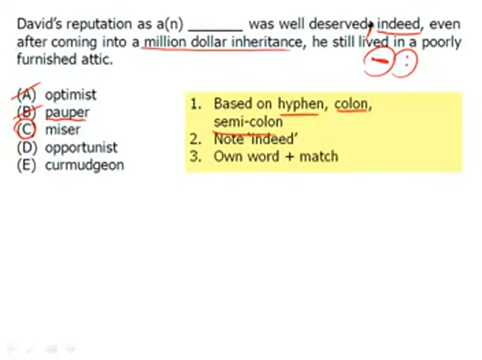 David's reputation as a(n) ________ was well deserved; indeed, even
after coming into a million dollar inheritance, he still lived in a poorly
furnished attic.
(A) optimist
(B) pauper
(C) miser
(D) opportunist
(E) curmudgeon
1. Based on hyphen, colon,
semi-colon
2. Note 'indeed'
3. Own word + match